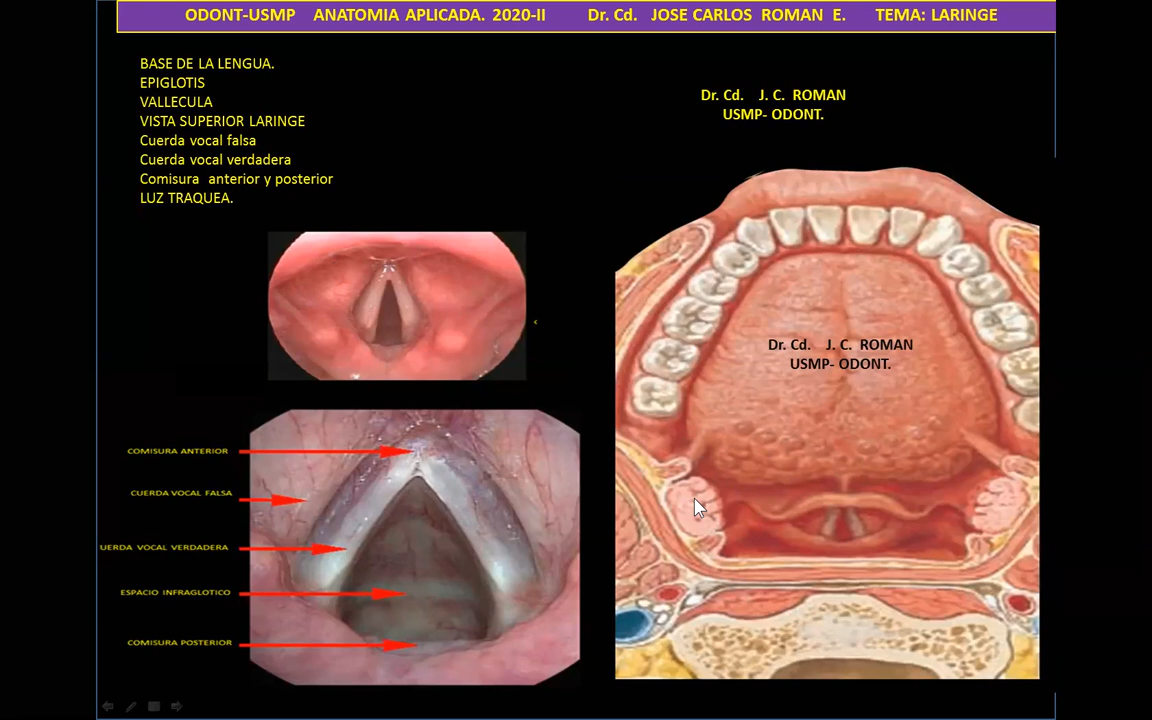 ODONT-USMP ANATOMIA APLICADA. 2020-II Dr. Cd. JOSE CARLOS ROMAN E. TEMA: LARINGE
BASE DE LA LENGUA.
EPIGLOTIS
VALLECULA
VISTA SUPERIOR LARINGE
Cuerda vocal falsa
Cuerda vocal verdadera
Comisura anterior y posterior
LUZ TRAQUEA.
Dr. Cd. J. C. ROMAN
USMP- ODONT.
Dr. Cd. J. C. ROMAN
USMP- ODONT.
COMISURA ANTERIOR
CUERDA VOCAL FALSA
UERDA VOCAL VERDADERA
ESPACIO INFRAGLOTICO
COMISURA POSTERIOR